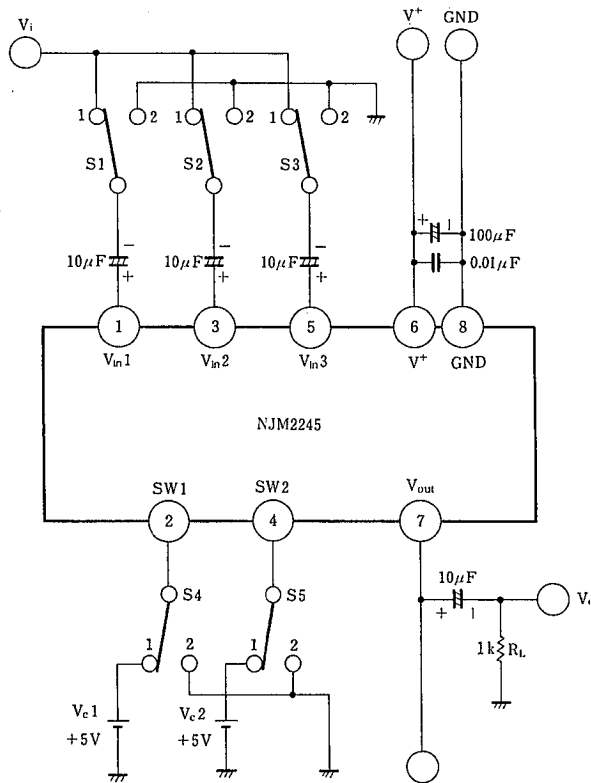 Vi
V+
GND
1
2
1
2
1
2
S1
S2
S3
−
−
−
10μF
10μF
10μF
+
+
+
+
100μF
0.01μF
1
3
5
6
8
Vin1
Vin2
Vin3
V+
GND
NJM2245
SW1
SW2
Vout
2
4
7
S4
S5
10μF
+
1
2
1
2
1k RL
Vc1
+5V
Vc2
+5V